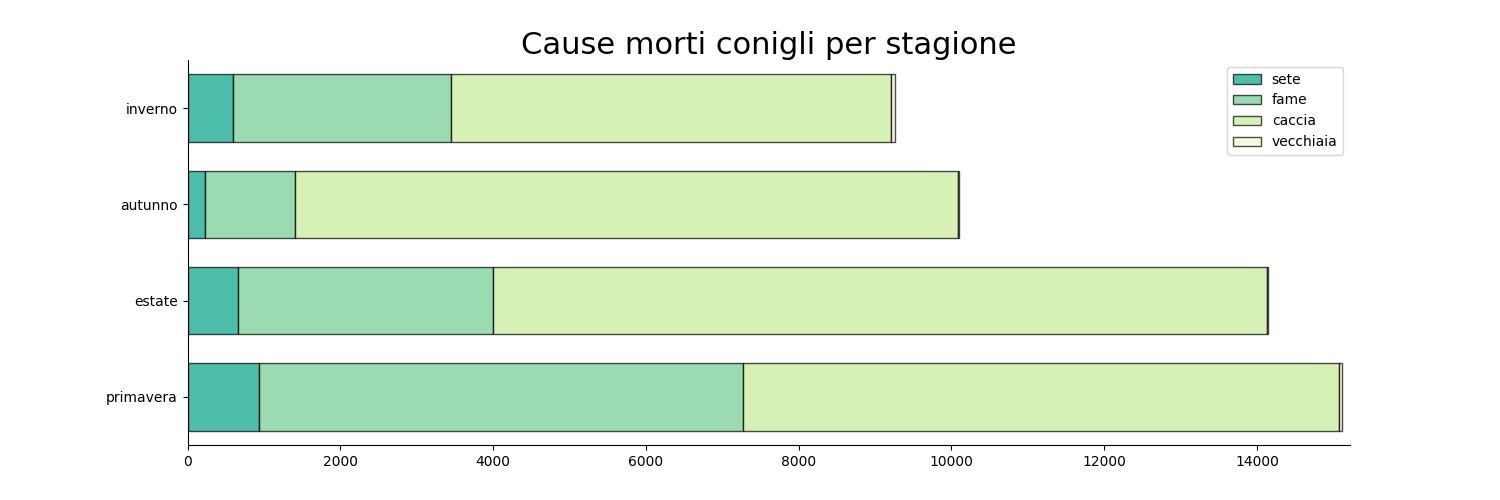 Cause morti conigli per stagione
sete
fame
caccia
vecchiaia
inverno
autunno
estate
primavera
0 2000 4000 6000 8000 10000 12000 14000